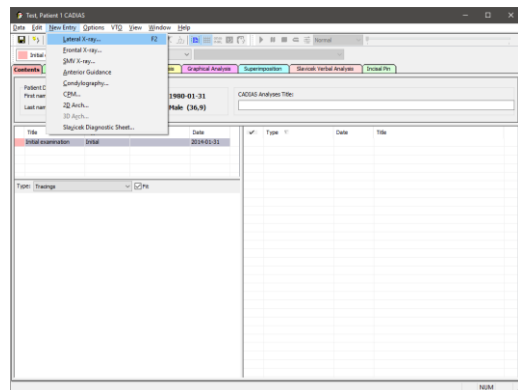 Test, Patient 1 CADIAS
Data Edit New Entry Options VTO View Window Help
Lateral X-ray... F2
Frontal X-ray...
SMV X-ray...
Anterior Guidance
Condylography...
CPM...
2D Arch...
3D Arch...
Slavicek Diagnostic Sheet...
Normal
Initial
Contents
Graphical Analysis
Superimposition
Slavicek Verbal Analysis
Incisal Pin
Patient D
First nam
1980-01-31
Last nam
Male (36,9)
CADIAS Analyses Title:
Title
Date
Type
Date
Title
Initial examination Initial 2014-01-31
Type: Tracings
Fit
NUM